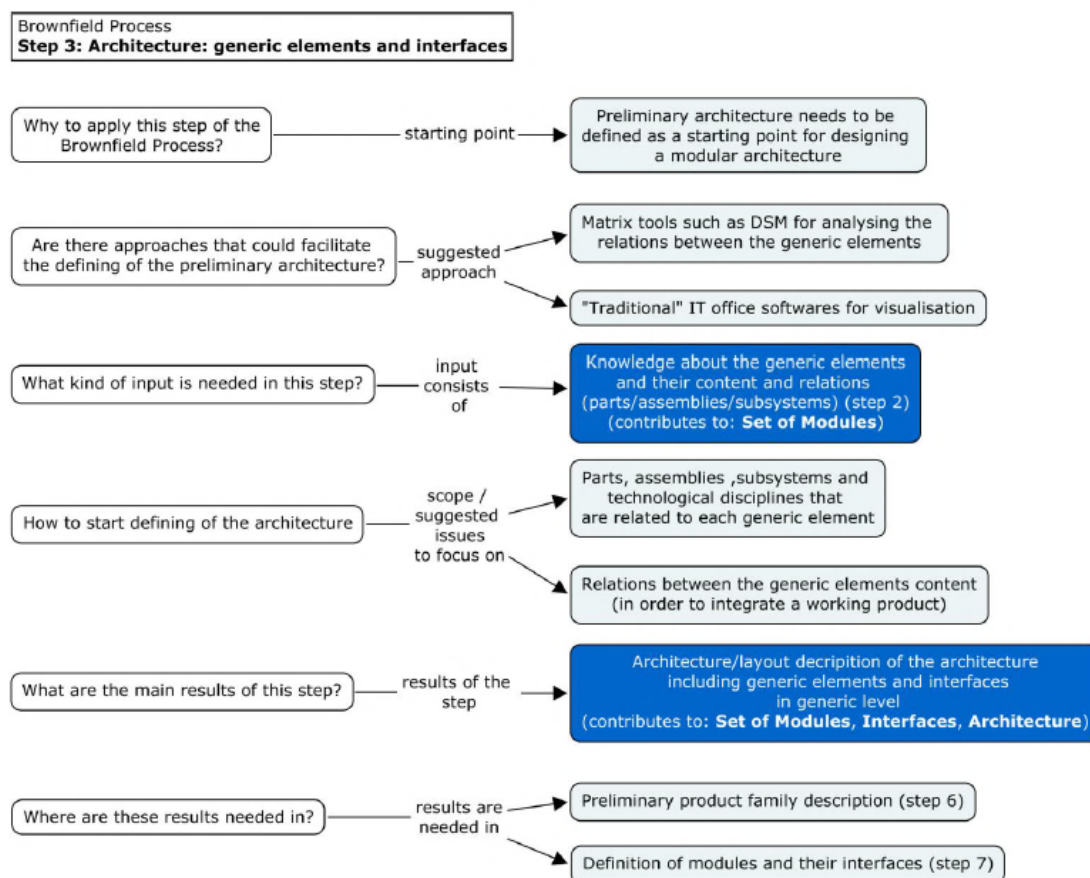 Brownfield Process
Step 3: Architecture: generic elements and interfaces
Why to apply this step of the
Brownfield Process?
starting point
Preliminary architecture needs to be
defined as a starting point for designing
a modular architecture
Are there approaches that could facilitate
the defining of the preliminary architecture?
suggested
approach
Matrix tools such as DSM for analysing the
relations between the generic elements
"Traditional" IT office softwares for visualisation
What kind of input is needed in this step?
input
consists
of
Knowledge about the generic elements
and their content and relations
(parts/assemblies/subsystems) (step 2)
(contributes to: Set of Modules)
How to start defining of the architecture
scope /
suggested
issues
to focus on
Parts, assemblies ,subsystems and
technological disciplines that
are related to each generic element
Relations between the generic elements content
(in order to integrate a working product)
What are the main results of this step?
results of the
step
Architecture/layout decription of the architecture
including generic elements and interfaces
in generic level
(contributes to: Set of Modules, Interfaces, Architecture)
Where are these results needed in?
results are
needed in
Preliminary product family description (step 6)
Definition of modules and their interfaces (step 7)